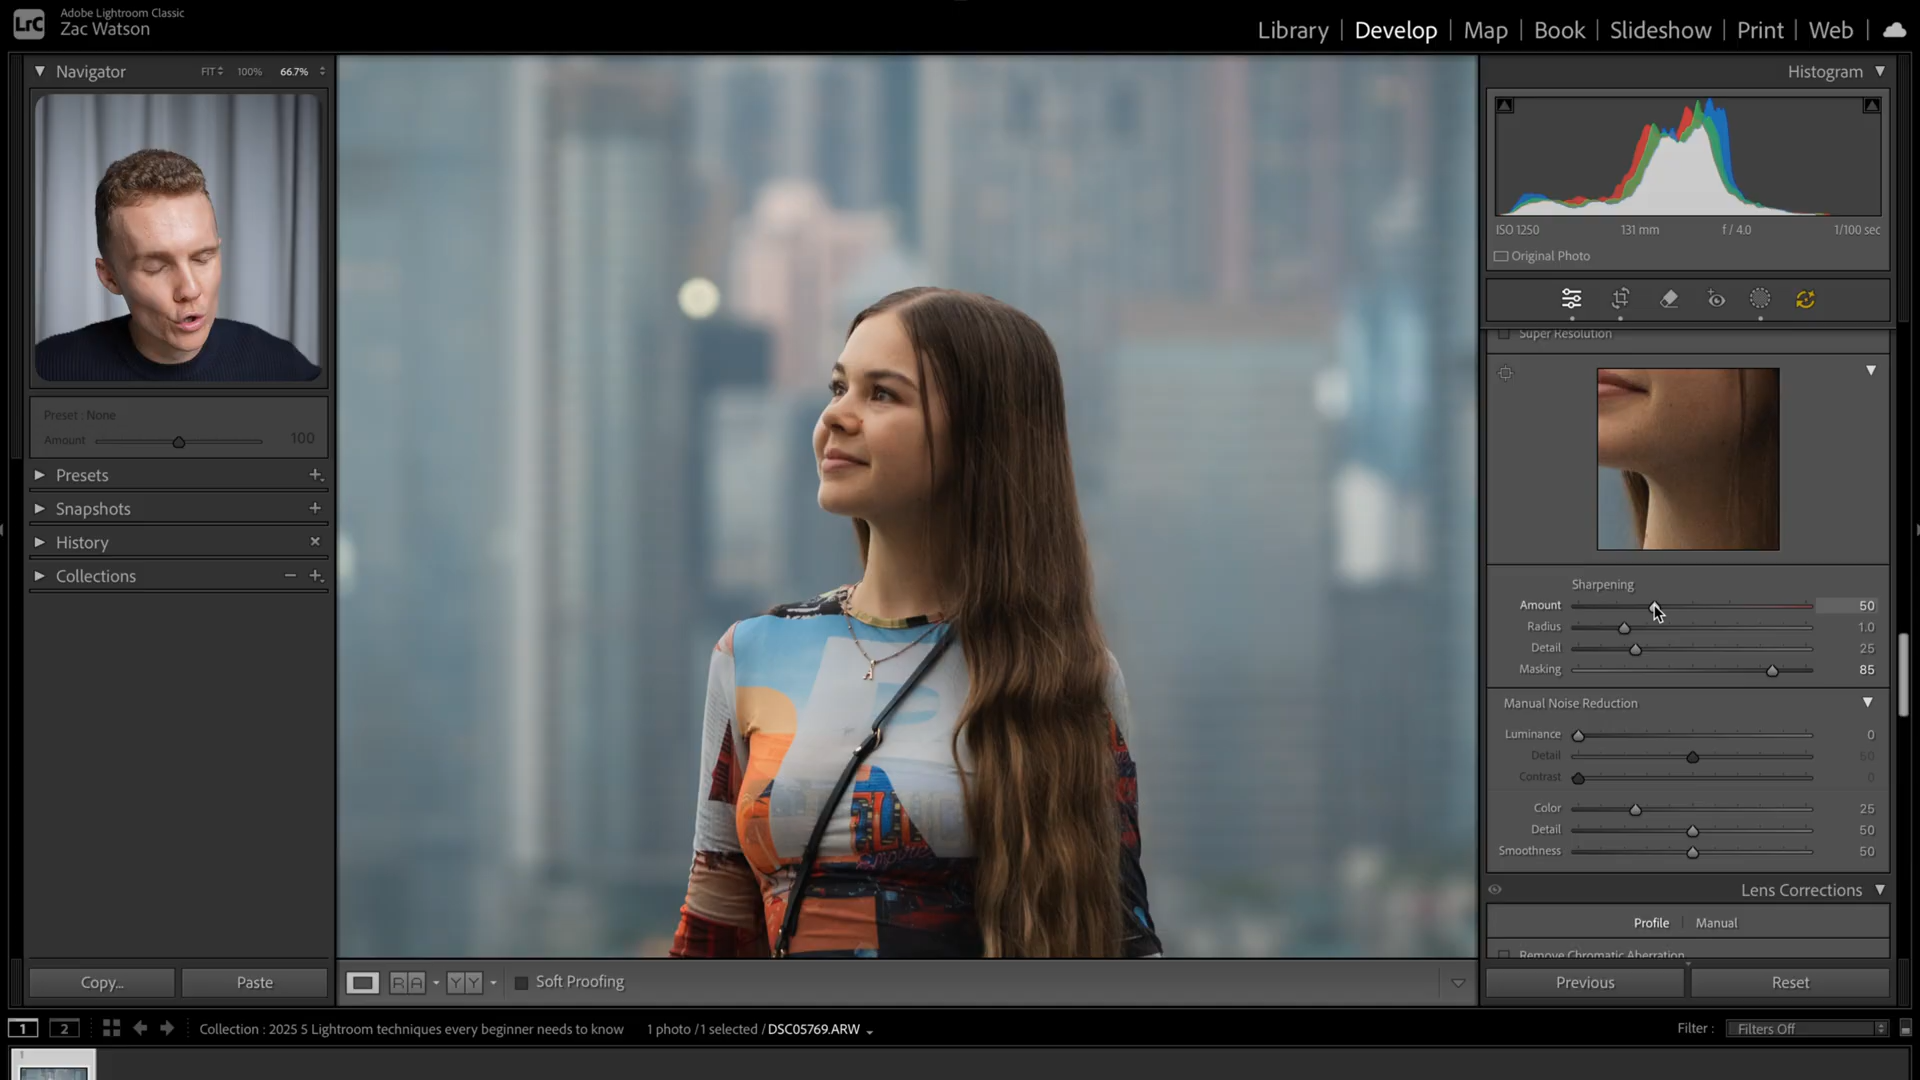 LrC
Adobe Lightroom Classic
Zac Watson
Library | Develop | Map | Book | Slideshow | Print | Web |
Navigator FIT 100% 66.7%
Preset : None
Amount 100
Presets
Snapshots
History
Collections
Copy... Paste
Soft Proofing
Histogram
ISO 1250 131 mm f / 4.0 1/100 sec
Original Photo
Super Resolution
Sharpening
Amount 50
Radius 1.0
Detail 25
Masking 85
Manual Noise Reduction
Luminance 0
Detail 50
Contrast 0
Color 25
Detail 50
Smoothness 50
Lens Corrections
Profile | Manual
Remove Chromatic Aberration
Previous Reset
1 2 Collection : 2025 5 Lightroom techniques every beginner needs to know 1 photo / 1 selected / DSC05769.ARW Filter : Filters Off
1